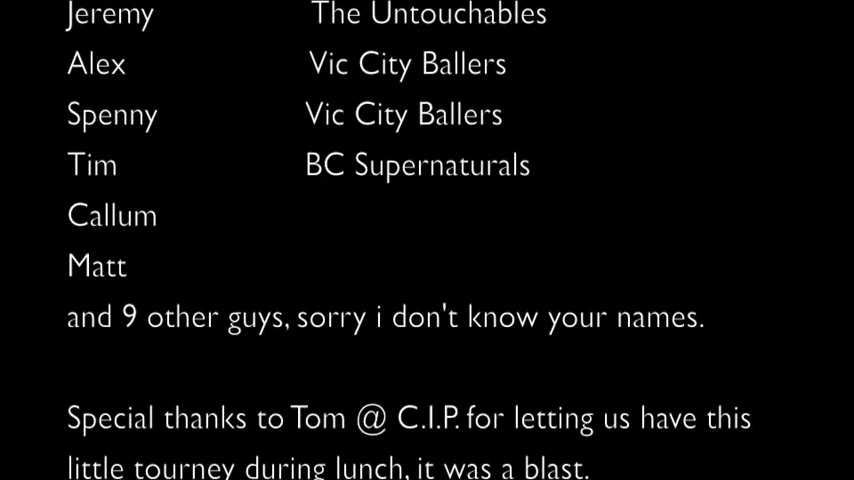 Jeremy The Untouchables
Alex Vic City Ballers
Spenny Vic City Ballers
Tim BC Supernaturals
Callum
Matt
and 9 other guys, sorry i don't know your names.
Special thanks to Tom @ C.I.P. for letting us have this
little tourney during lunch, it was a blast.